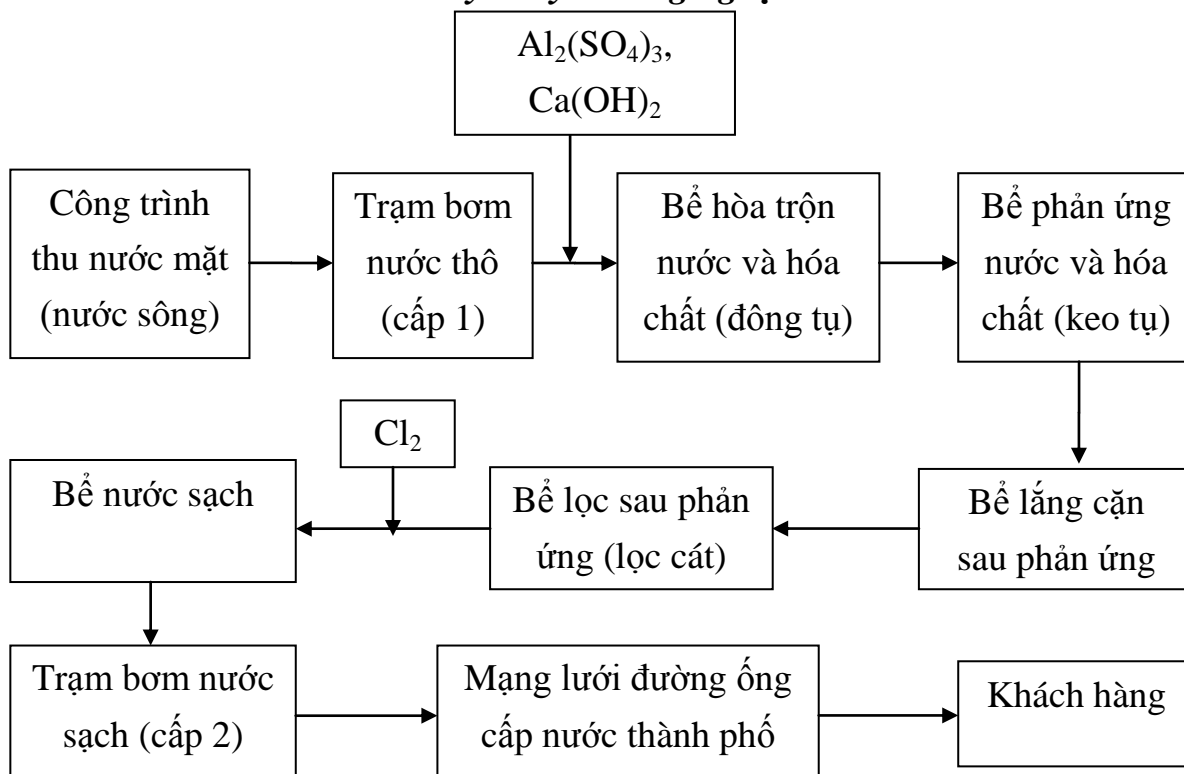 Al₂(SO₄)₃,
Ca(OH)₂
Công trình
thu nước mặt
(nước sông)
Trạm bơm
nước thô
(cấp 1)
Bể hòa trộn
nước và hóa
chất (đông tụ)
Bể phản ứng
nước và hóa
chất (keo tụ)
Cl₂
Bể nước sạch
Bể lọc sau phản
ứng (lọc cát)
Bể lắng cặn
sau phản ứng
Trạm bơm nước
sạch (cấp 2)
Mạng lưới đường ống
cấp nước thành phố
Khách hàng